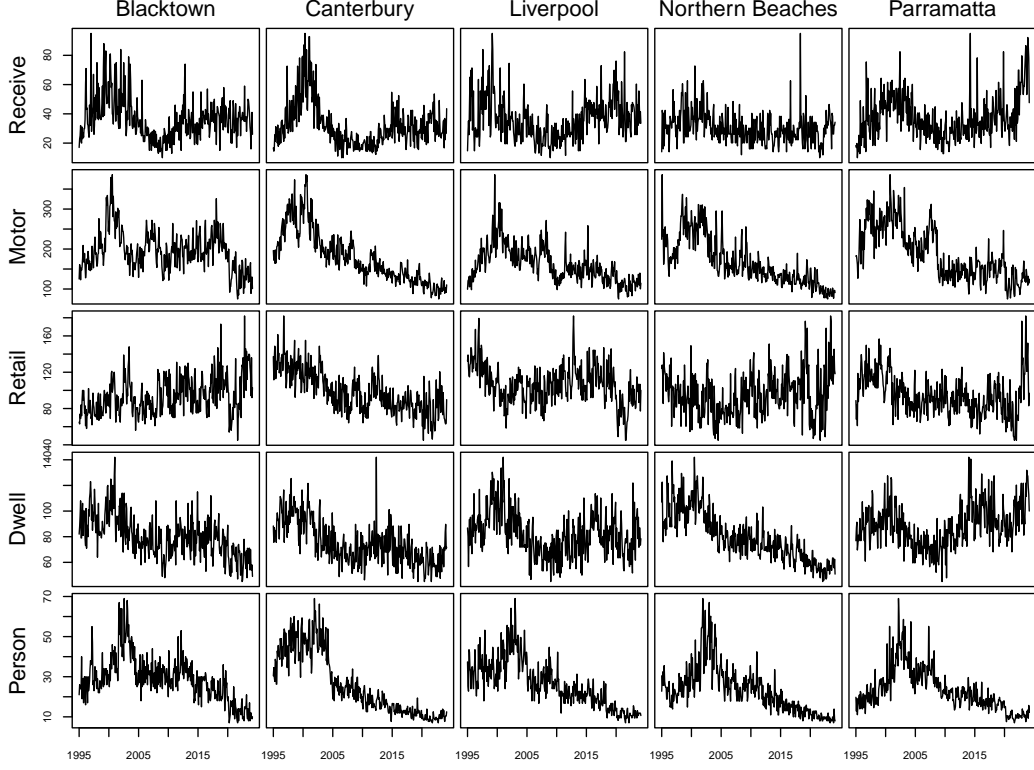 Blacktown Canterbury Liverpool Northern Beaches Parramatta
Receive
80
60
40
20
Motor
300
200
100
Retail
160
120
80
40
Dwell
140
100
80
60
Person
70
50
30
10
1995 2005 2015 1995 2005 2015 1995 2005 2015 1995 2005 2015 1995 2005 2015